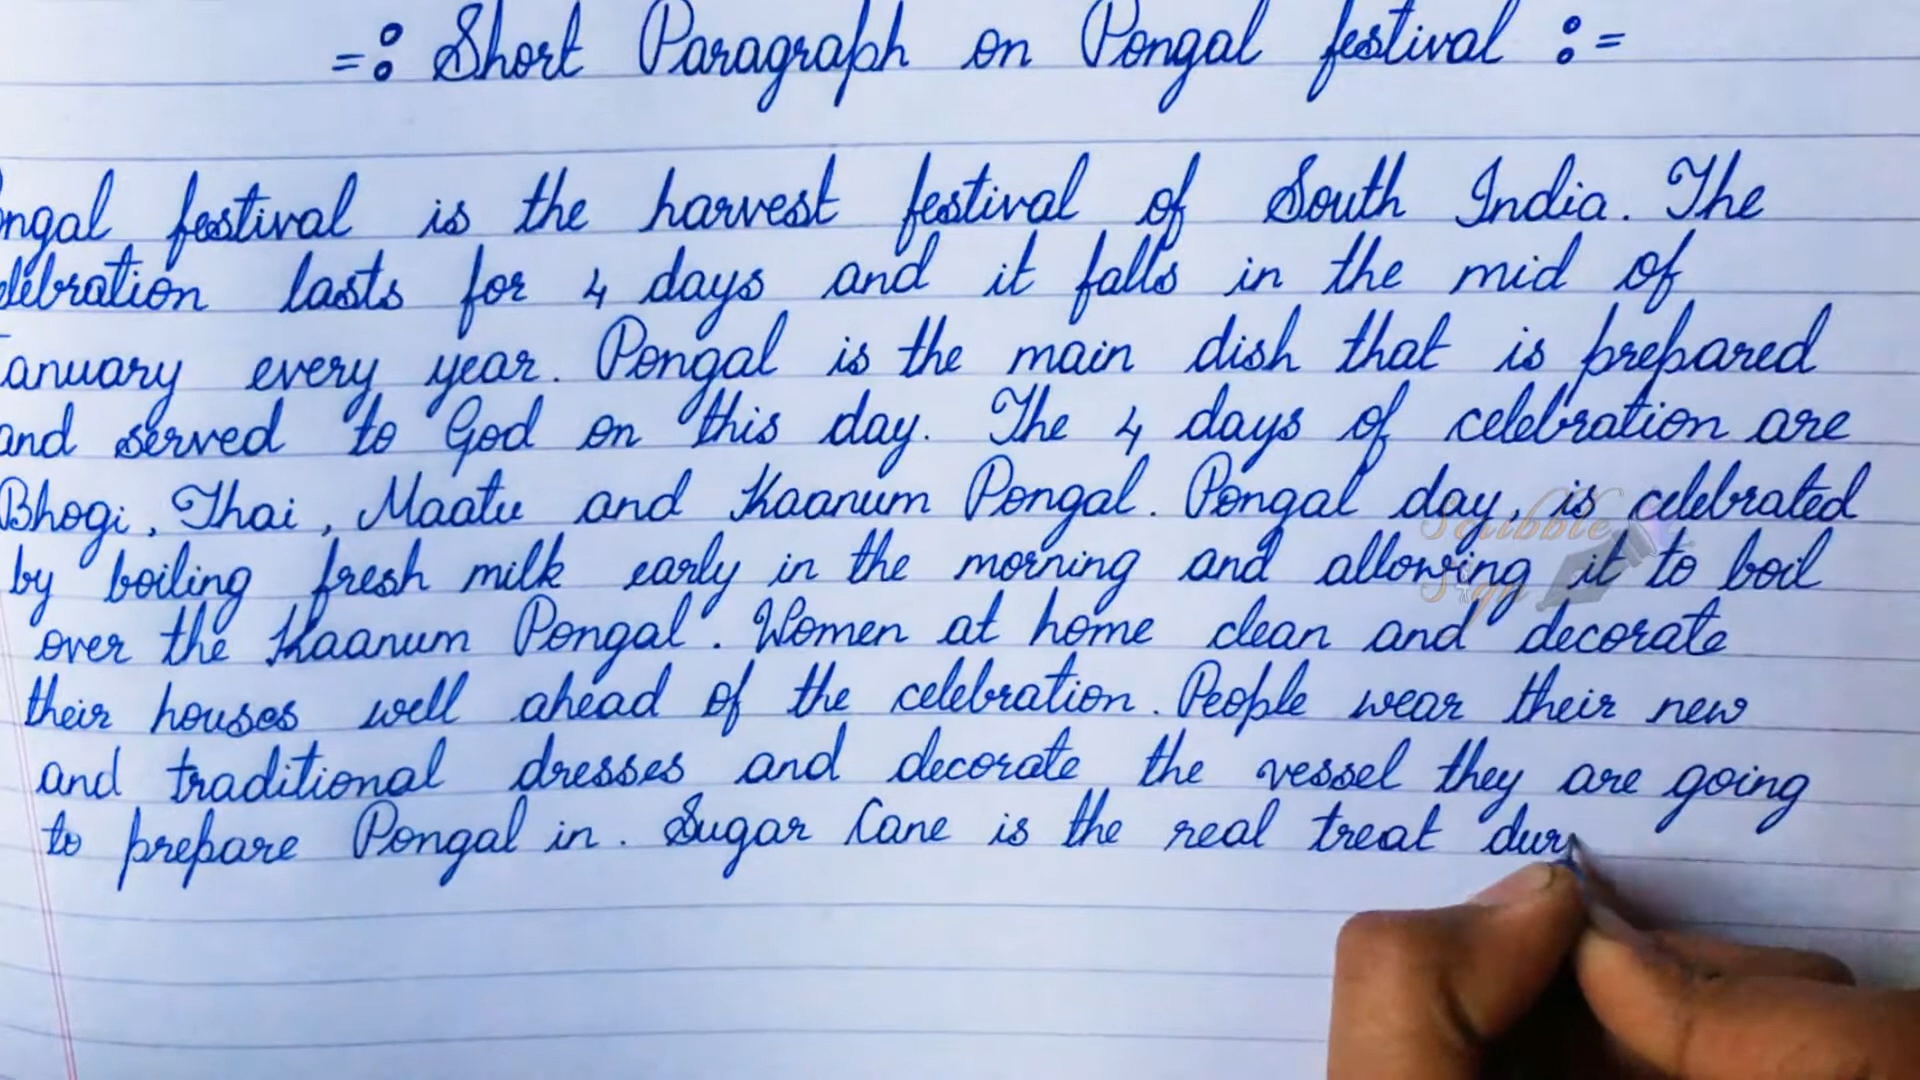 =: Short Paragraph on Pongal festival :=
ngal festival is the harvest festival of South India. The
lebration lasts for 4 days and it falls in the mid of
January every year. Pongal is the main dish that is prepared
and served to God on this day. The 4 days of celebration are
Bhogi, Thai, Maatu and Kaanum Pongal. Pongal day, is celebrated
by boiling fresh milk early in the morning and allowing it to boil
over the Kaanum Pongal. Women at home clean and decorate
their houses well ahead of the celebration. People wear their new
and traditional dresses and decorate the vessel they are going
to prepare Pongal in. Sugar Cane is the real treat dur
Scribble
Sign